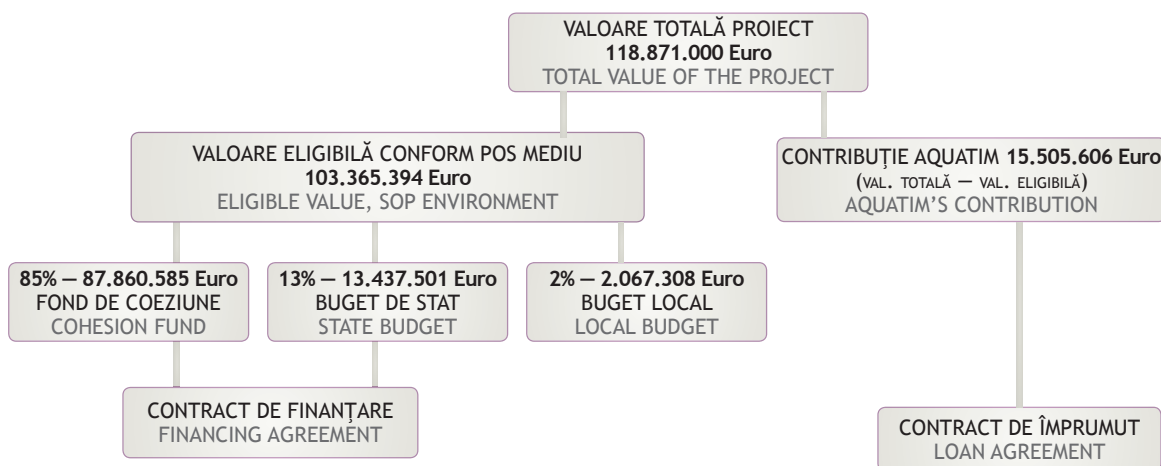 VALOARE TOTALĂ PROIECT
118.871.000 Euro
TOTAL VALUE OF THE PROJECT
VALOARE ELIGIBILĂ CONFORM POS MEDIU
103.365.394 Euro
ELIGIBLE VALUE, SOP ENVIRONMENT
CONTRIBUȚIE AQUATIM 15.505.606 Euro
(VAL. TOTALĂ — VAL. ELIGIBILĂ)
AQUATIM'S CONTRIBUTION
85% — 87.860.585 Euro
FOND DE COEZIUNE
COHESION FUND
13% — 13.437.501 Euro
BUGET DE STAT
STATE BUDGET
2% — 2.067.308 Euro
BUGET LOCAL
LOCAL BUDGET
CONTRACT DE FINANȚARE
FINANCING AGREEMENT
CONTRACT DE ÎMPRUMUT
LOAN AGREEMENT